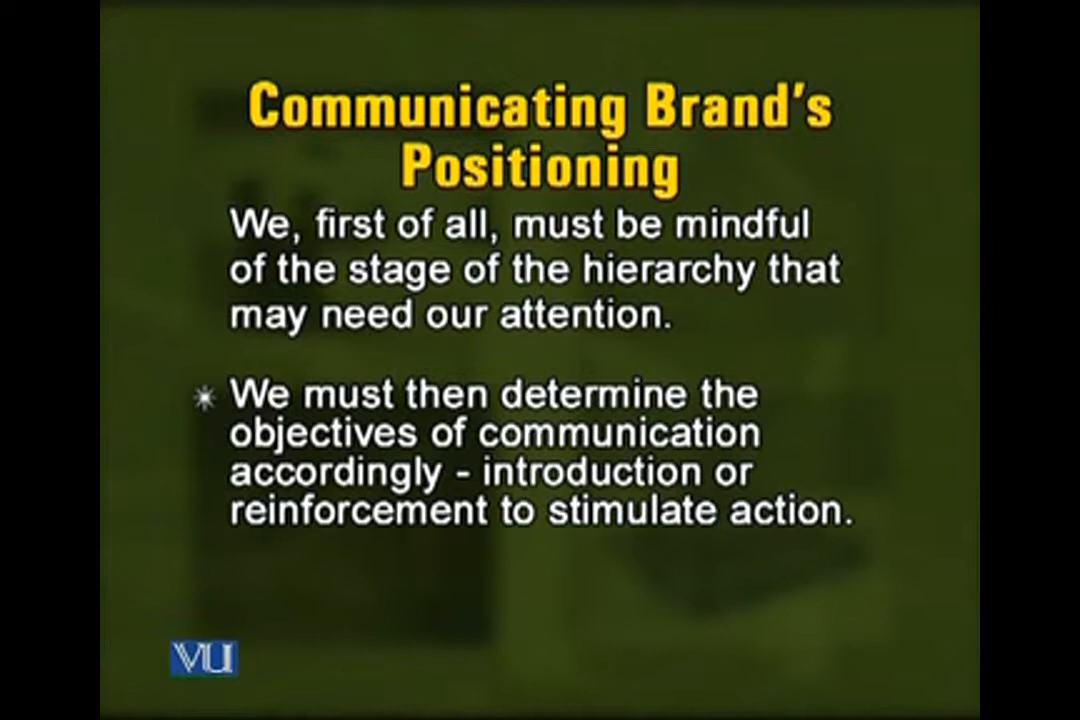 Communicating Brand's
Positioning
We, first of all, must be mindful
of the stage of the hierarchy that
may need our attention.
We must then determine the
objectives of communication
accordingly - introduction or
reinforcement to stimulate action.
VU